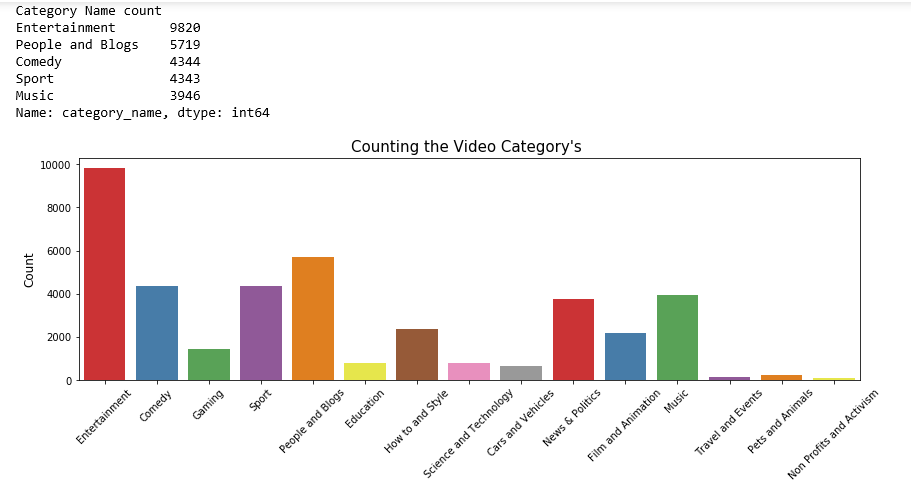 Category Name count
Entertainment 9820
People and Blogs 5719
Comedy 4344
Sport 4343
Music 3946
Name: category_name, dtype: int64
Counting the Video Category's
10000
8000
6000
4000
2000
0
Count
Entertainment
Comedy
Gaming
Sport
People and Blogs
Education
How to and Style
Science and Technology
Cars and Vehicles
News & Politics
Film and Animation
Music
Travel and Events
Pets and Animals
Non Profits and Activism